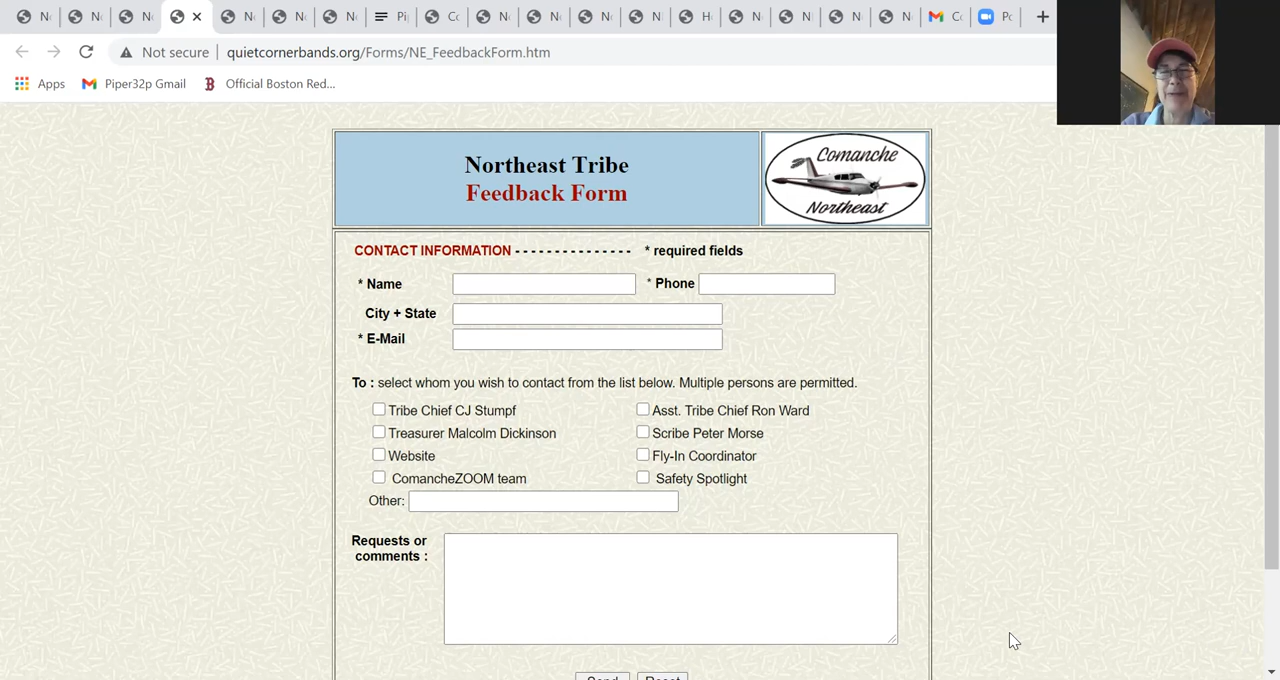 Not secure quietcornerbands.org/Forms/NE_FeedbackForm.htm
Apps Piper32p Gmail Official Boston Red...
Northeast Tribe
Feedback Form
Comanche
Northeast
CONTACT INFORMATION - - - - - - - - - - - - - - - * required fields
* Name * Phone
City + State
* E-Mail
To : select whom you wish to contact from the list below. Multiple persons are permitted.
Tribe Chief CJ Stumpf Asst. Tribe Chief Ron Ward
Treasurer Malcolm Dickinson Scribe Peter Morse
Website Fly-In Coordinator
ComancheZOOM team Safety Spotlight
Other:
Requests or
comments :
Send Reset